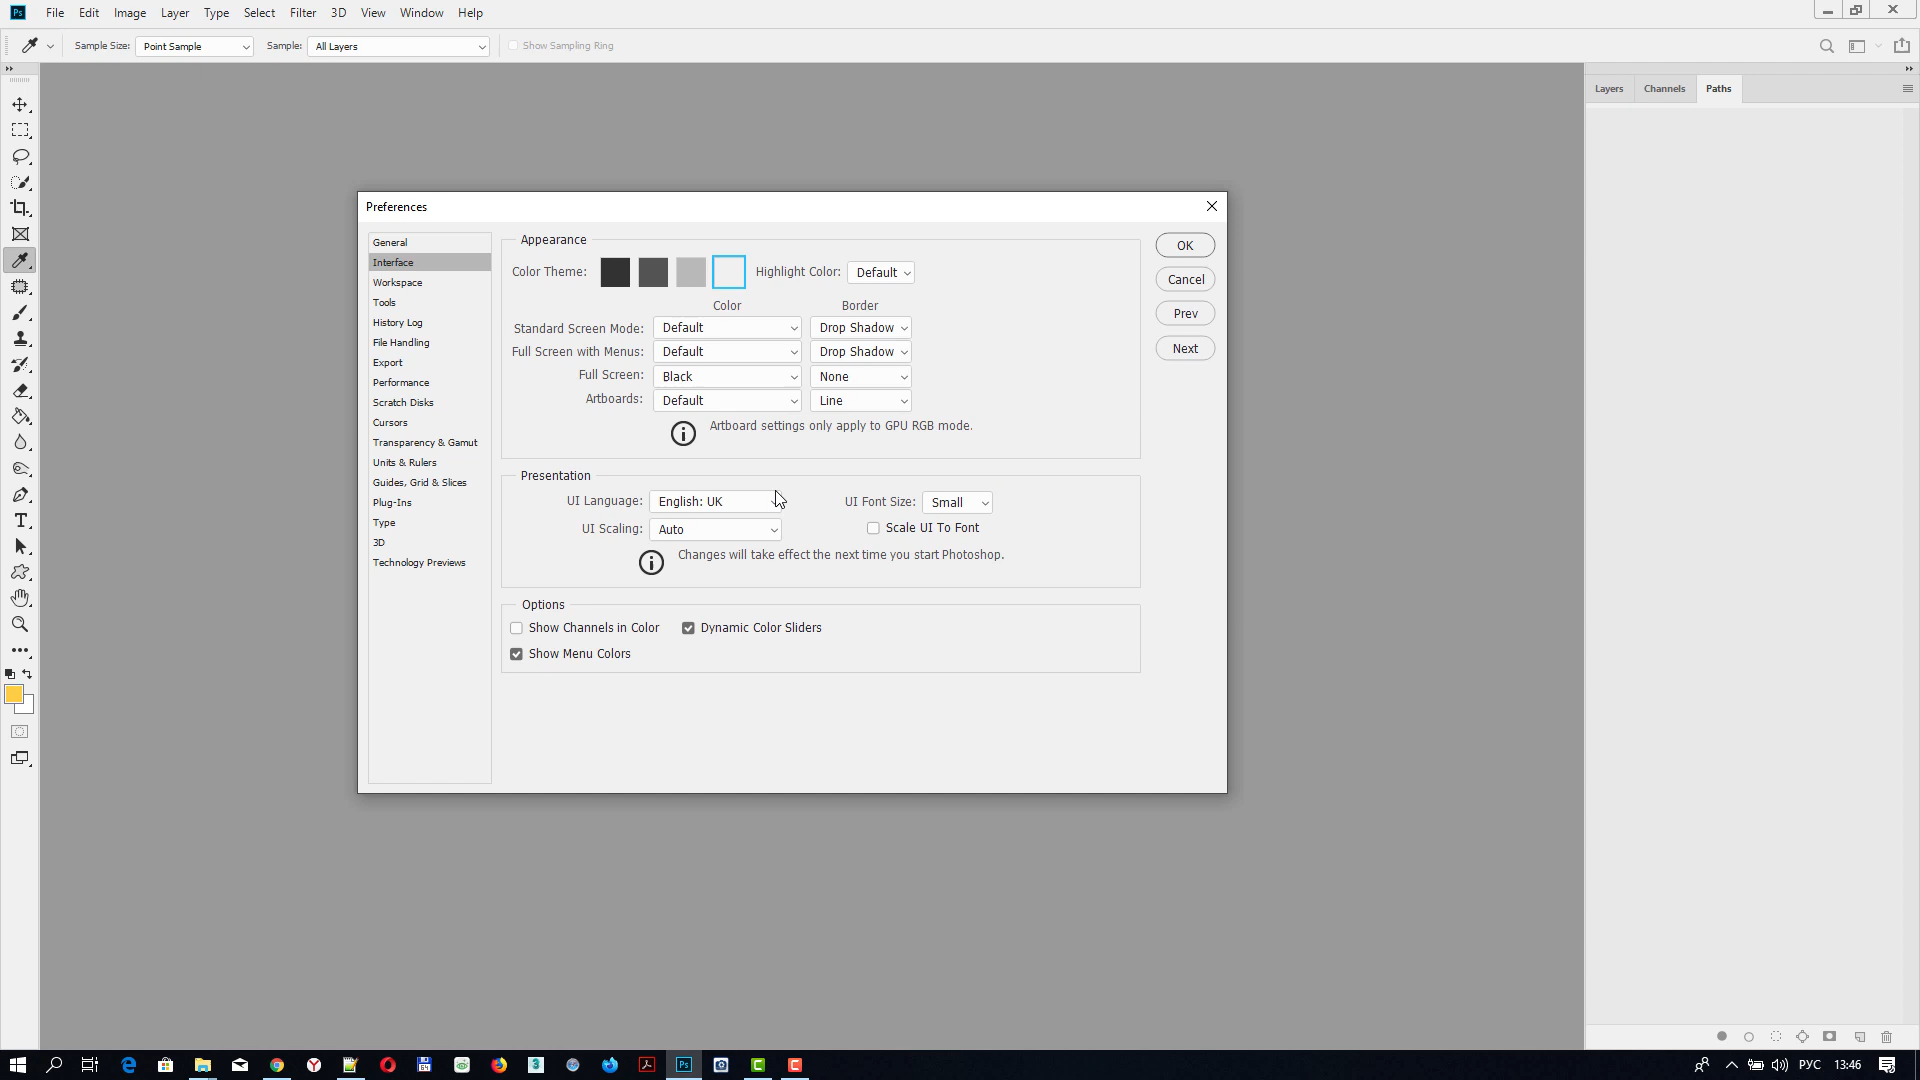 Ps File Edit Image Layer Type Select Filter 3D View Window Help
Sample Size: Point Sample Sample: All Layers Show Sampling Ring
Layers Channels Paths
Preferences
General
Interface
Workspace
Tools
History Log
File Handling
Export
Performance
Scratch Disks
Cursors
Transparency & Gamut
Units & Rulers
Guides, Grid & Slices
Plug-Ins
Type
3D
Technology Previews
Appearance
Color Theme: Highlight Color: Default
Color Border
Standard Screen Mode: Default Drop Shadow
Full Screen with Menus: Default Drop Shadow
Full Screen: Black None
Artboards: Default Line
Artboard settings only apply to GPU RGB mode.
Presentation
UI Language: English: UK UI Font Size: Small
UI Scaling: Auto Scale UI To Font
Changes will take effect the next time you start Photoshop.
Options
Show Channels in Color Dynamic Color Sliders
Show Menu Colors
OK
Cancel
Prev
Next
Ps РУС 13:46